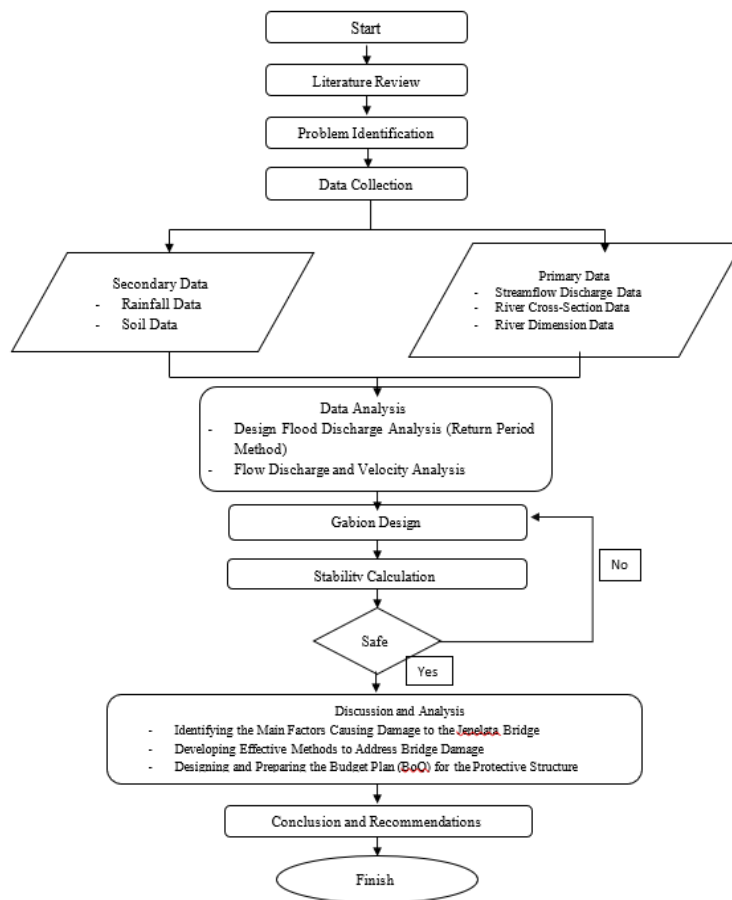 Start
Literature Review
Problem Identification
Data Collection
Secondary Data
- Rainfall Data
- Soil Data
Primary Data
- Streamflow Discharge Data
- River Cross-Section Data
- River Dimension Data
Data Analysis
- Design Flood Discharge Analysis (Return Period
Method)
- Flow Discharge and Velocity Analysis
Gabion Design
No
Stability Calculation
Safe
Yes
Discussion and Analysis
- Identifying the Main Factors Causing Damage to the Jenelata Bridge
- Developing Effective Methods to Address Bridge Damage
- Designing and Preparing the Budget Plan (BoQ) for the Protective Structure
Conclusion and Recommendations
Finish